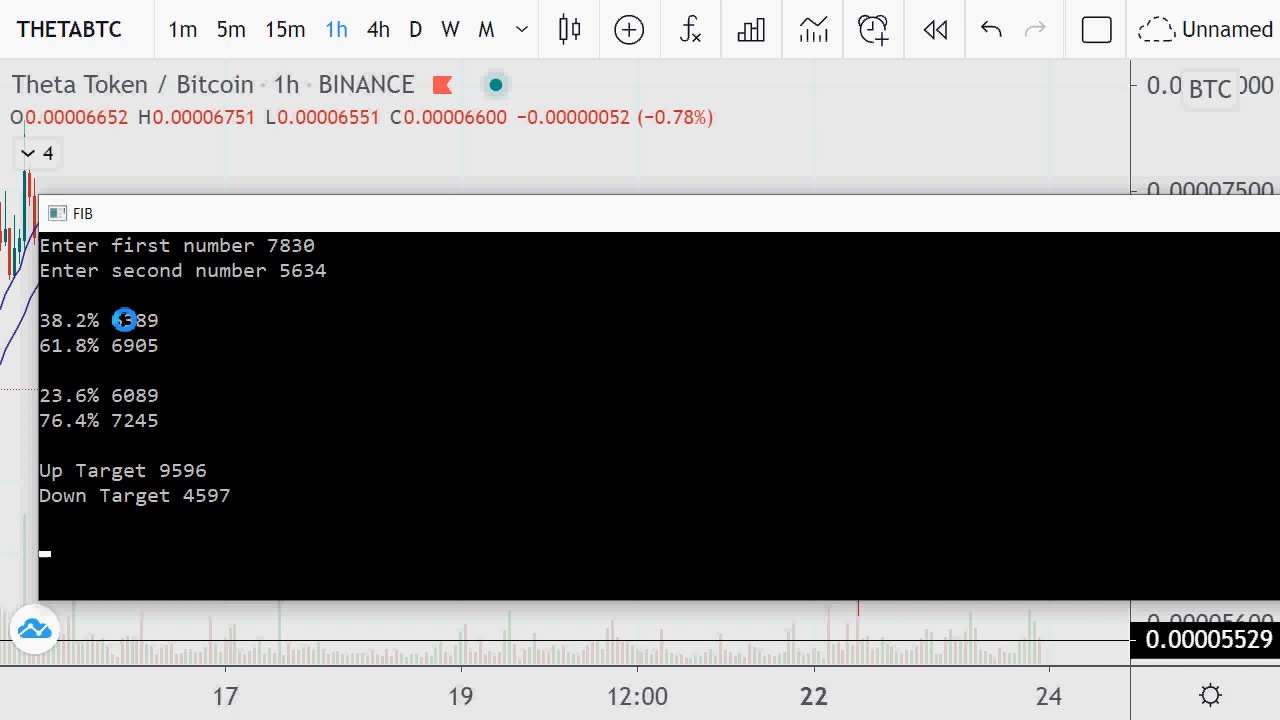 THETABTC 1m 5m 15m 1h 4h D W M Unnamed
Theta Token / Bitcoin · 1h · BINANCE
BTC
O0.00006652 H0.00006751 L0.00006551 C0.00006600 −0.00000052 (−0.78%)
4
0.00007500
FIB
Enter first number 7830
Enter second number 5634
38.2%
61.8% 6905
23.6% 6089
76.4% 7245
Up Target 9596
Down Target 4597
0.00005600
0.00005529
17 19 12:00 22 24